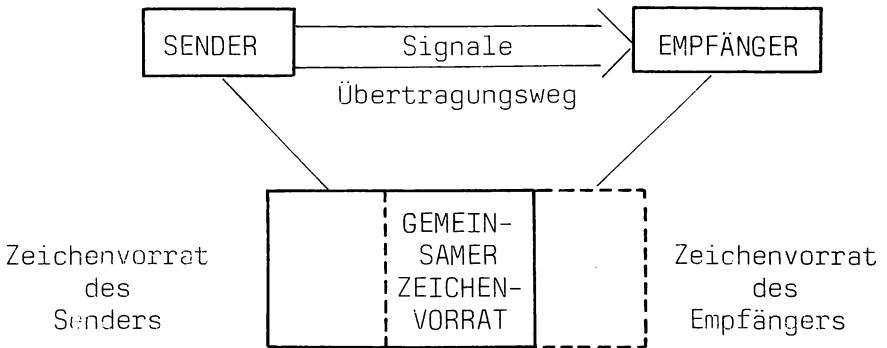 SENDER
Signale
EMPFÄNGER
Übertragungsweg
Zeichenvorrat
des
Senders
GEMEIN-
SAMER
ZEICHEN-
VORRAT
Zeichenvorrat
des
Empfängers